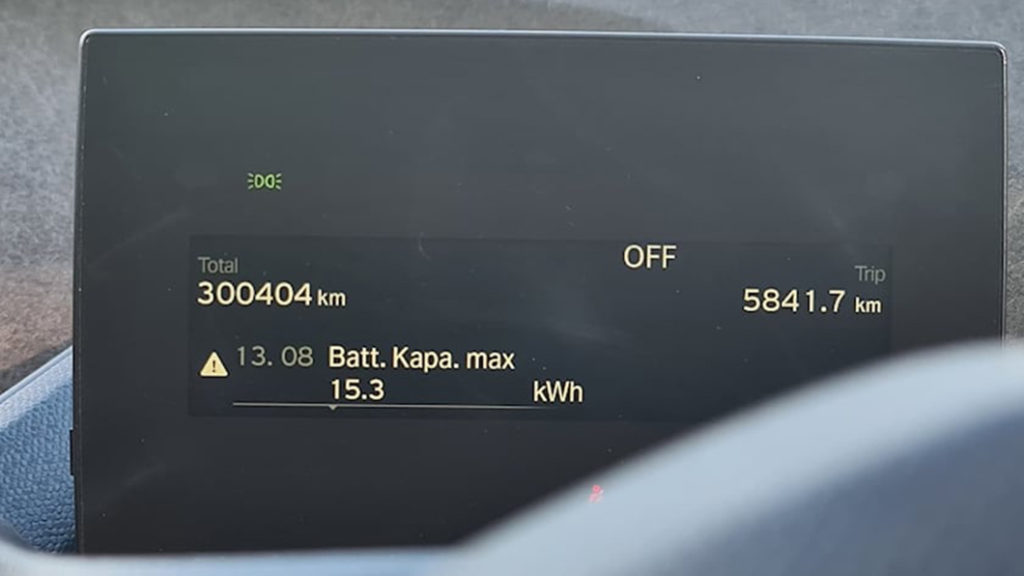 OFF
Total
Trip
300404 km
5841.7 km
13. 08 Batt. Kapa. max
15.3 kWh